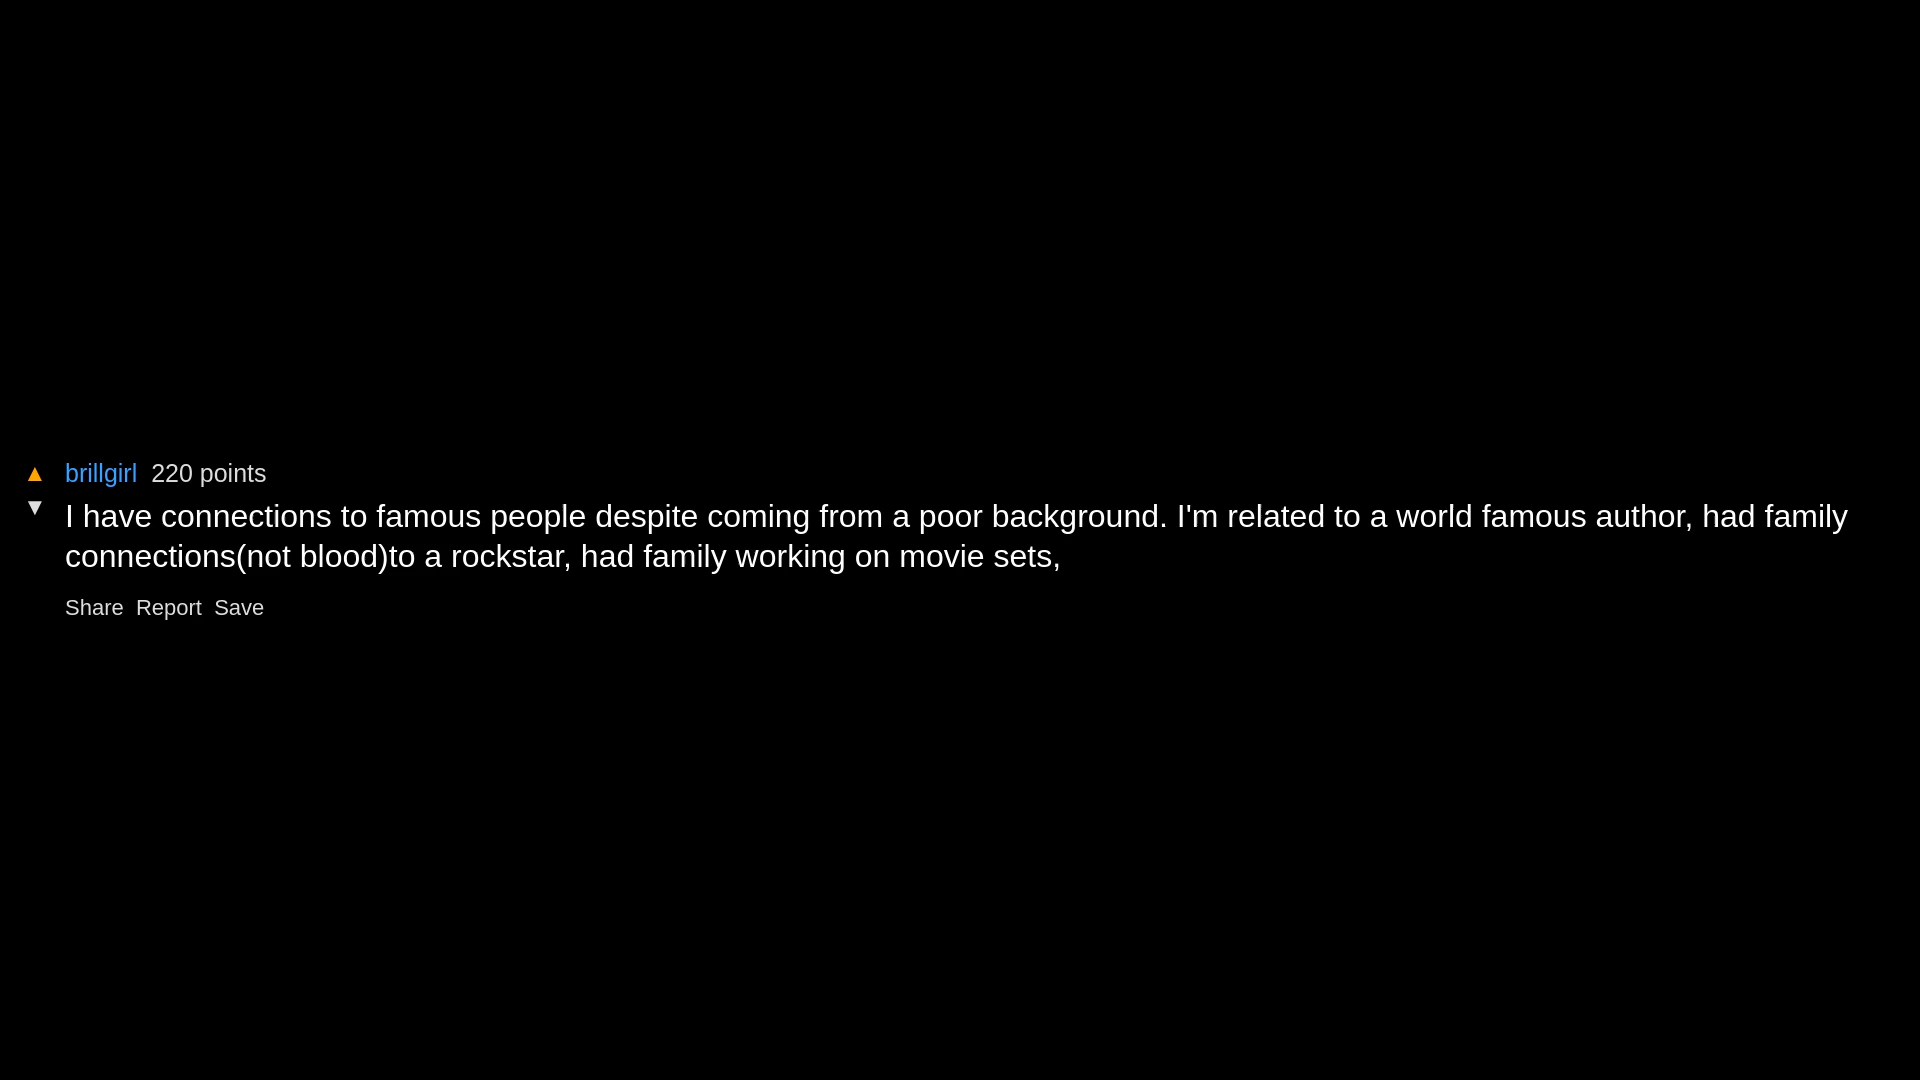 ▲ brillgirl 220 points
▼ I have connections to famous people despite coming from a poor background. I'm related to a world famous author, had family
connections(not blood)to a rockstar, had family working on movie sets,
Share Report Save